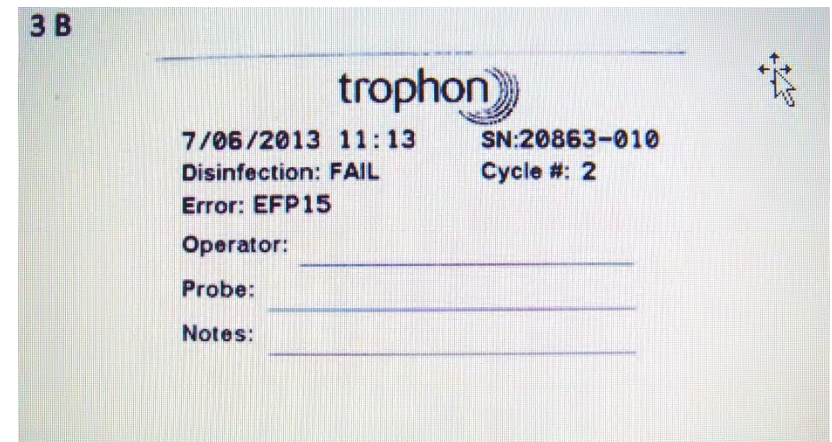 3 B
trophon
7/06/2013 11:13 SN:20863-010
Disinfection: FAIL Cycle #: 2
Error: EFP15
Operator:
Probe:
Notes: